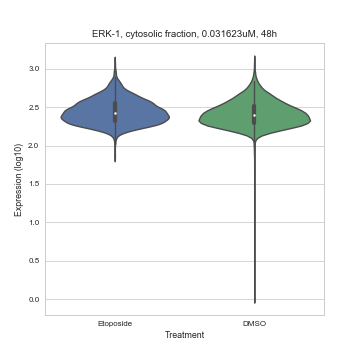 ERK-1, cytosolic fraction, 0.031623uM, 48h
3.0
2.5
2.0
1.5
1.0
0.5
0.0
Expression (log10)
Etoposide
DMSO
Treatment